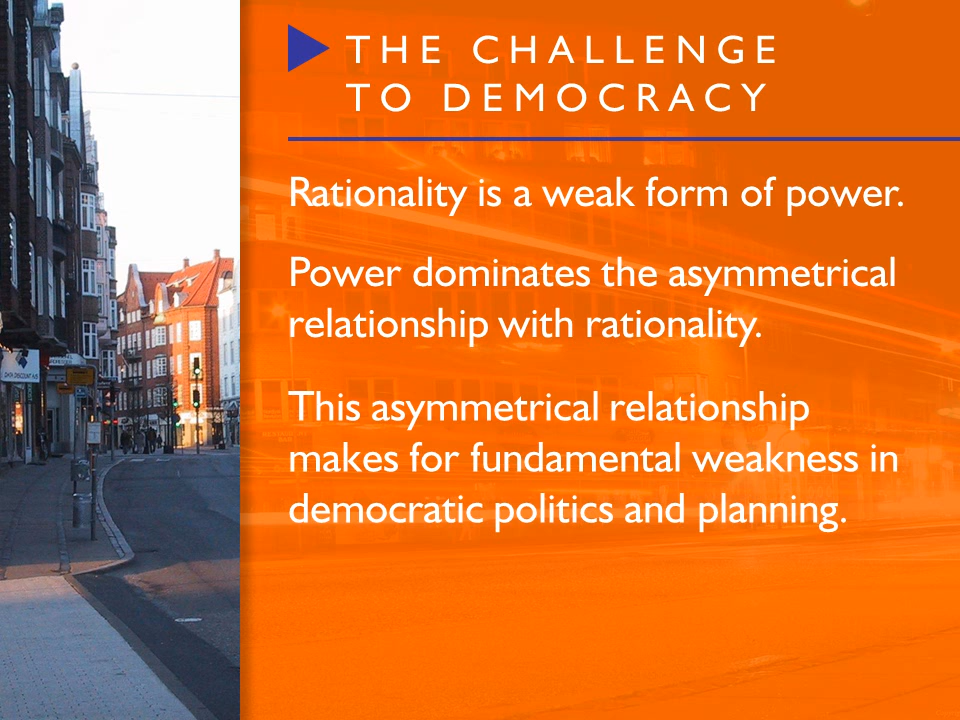 THE CHALLENGE
TO DEMOCRACY
Rationality is a weak form of power.
Power dominates the asymmetrical
relationship with rationality.
This asymmetrical relationship
makes for fundamental weakness in
democratic politics and planning.